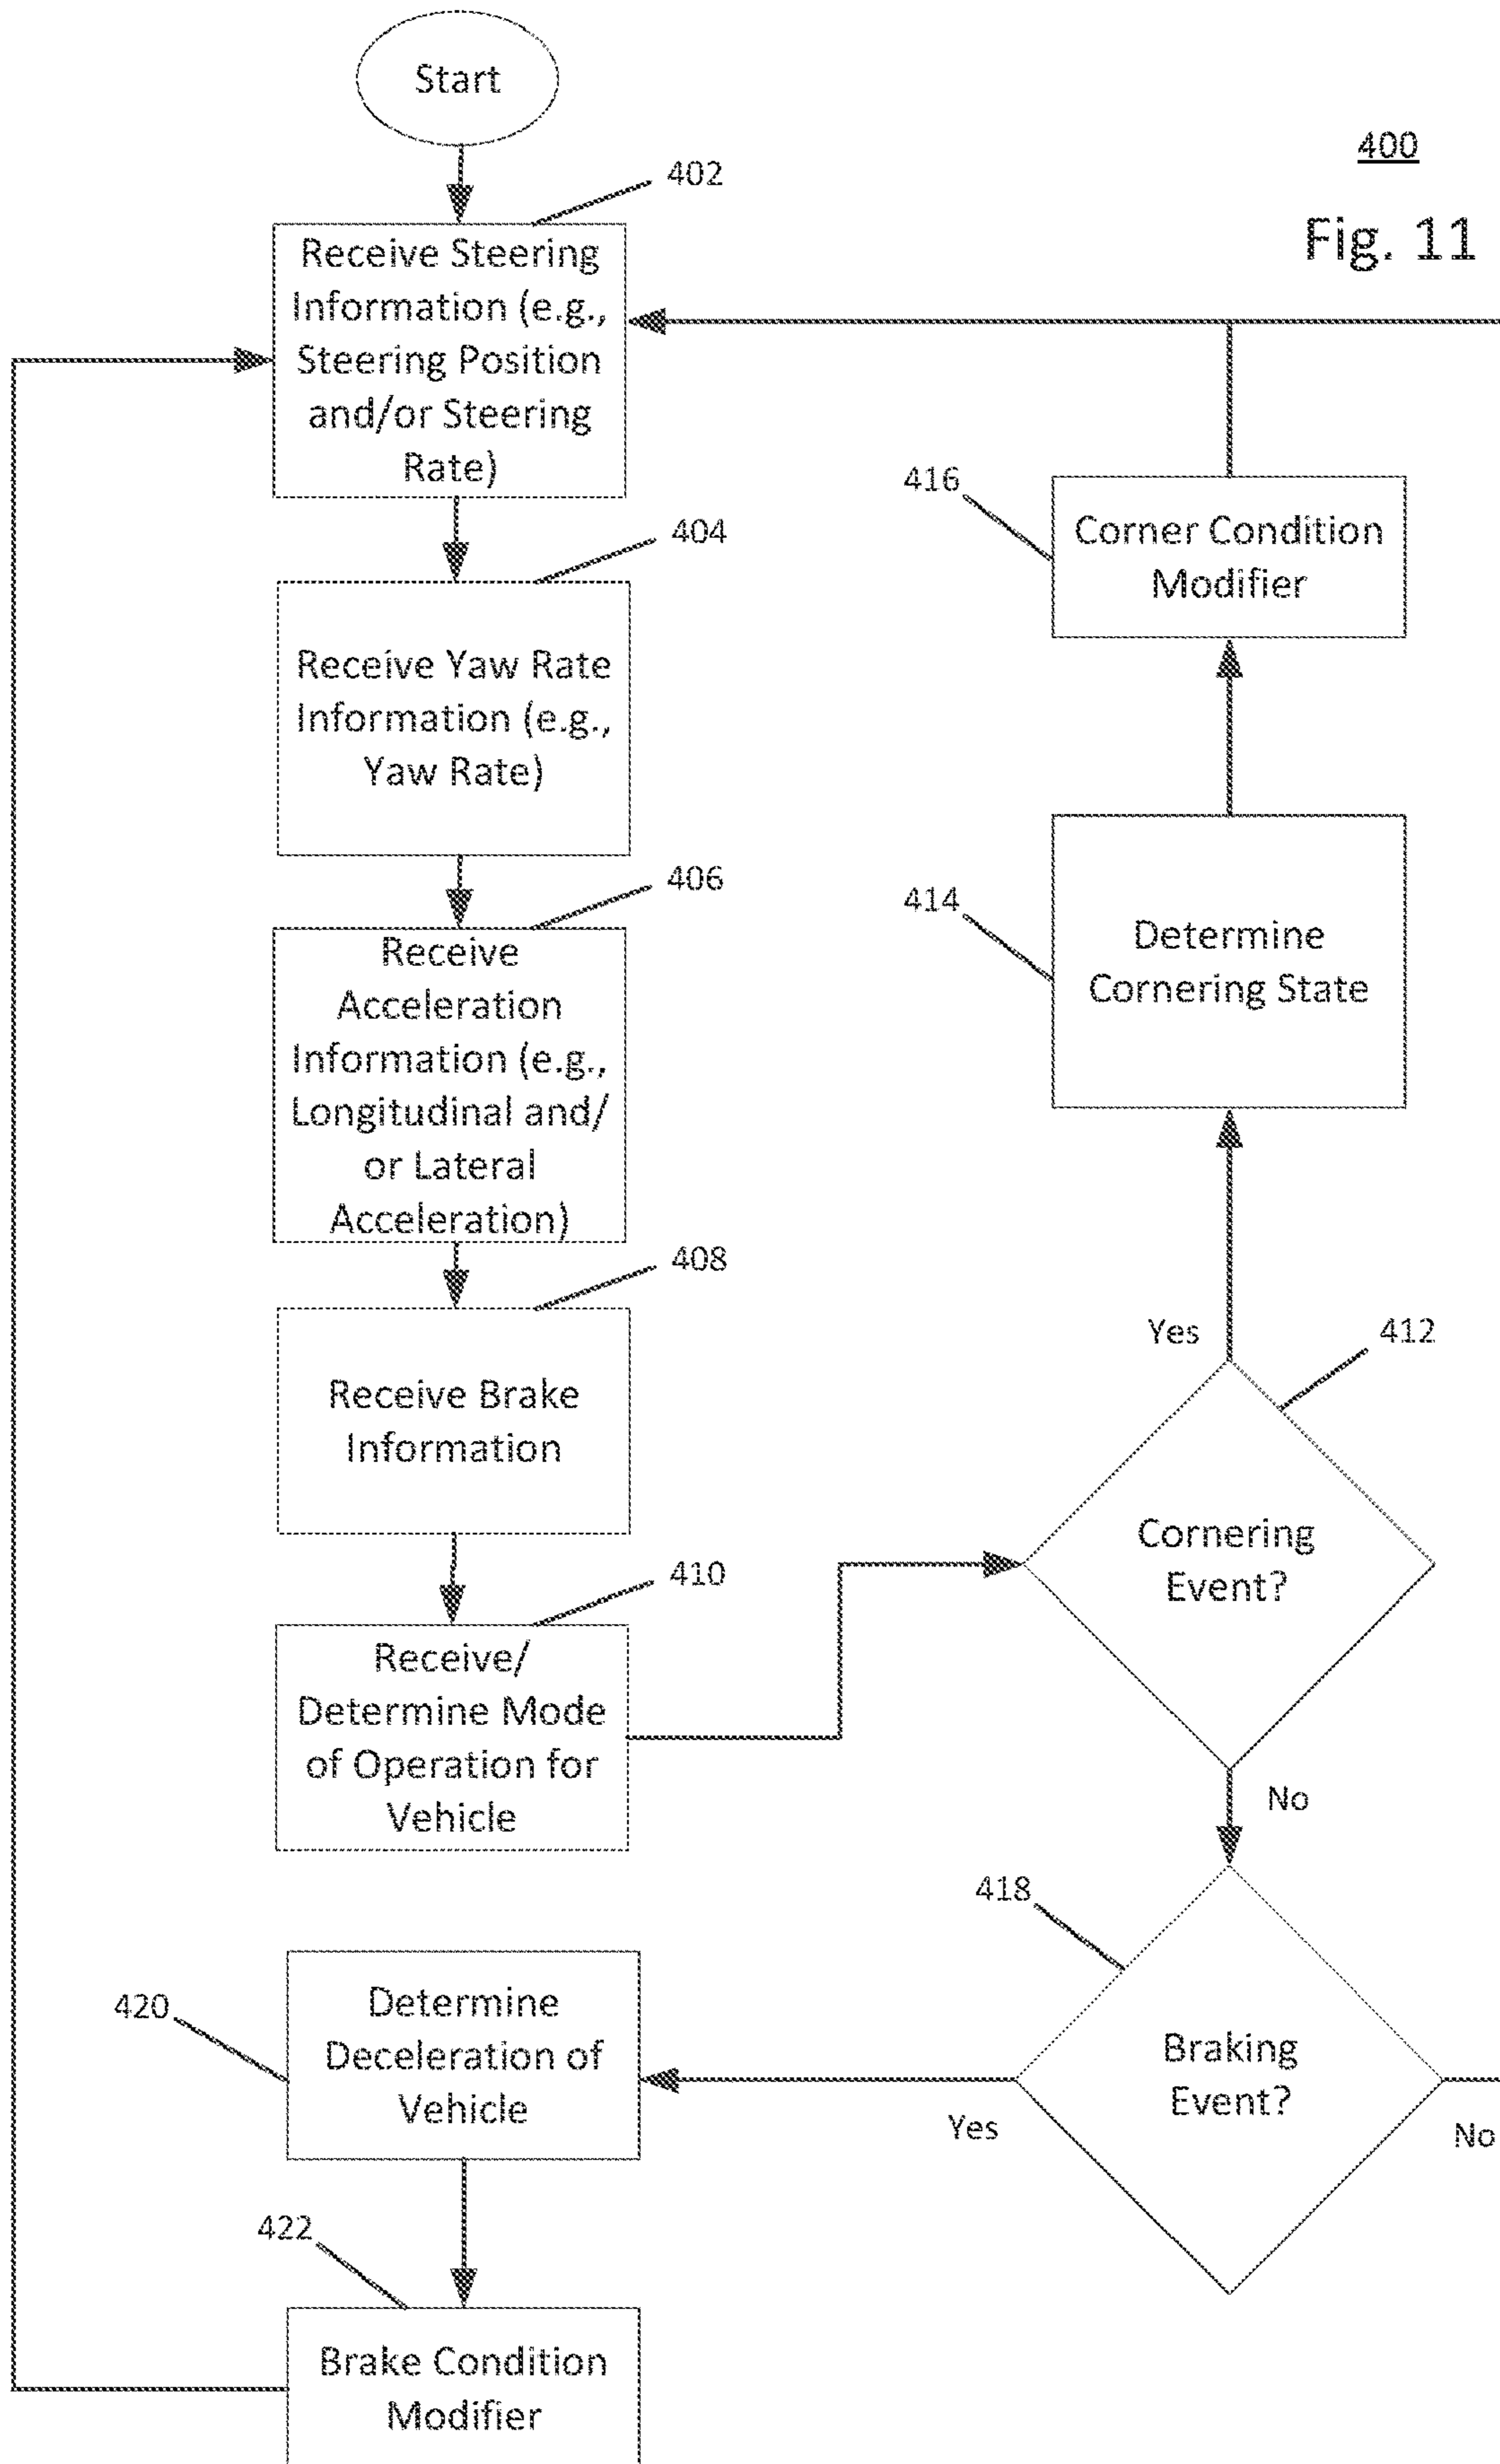 Start
400
Fig. 11
402
Receive Steering
Information (e.g.,
Steering Position
and/or Steering
Rate)
404
Receive Yaw Rate
Information (e.g.,
Yaw Rate)
406
Receive
Acceleration
Information (e.g.,
Longitudinal and/
or Lateral
Acceleration)
408
Receive Brake
Information
410
Receive/
Determine Mode
of Operation for
Vehicle
416
Corner Condition
Modifier
414
Determine
Cornering State
Yes
412
Cornering
Event?
No
418
Braking
Event?
Yes
No
420
Determine
Deceleration of
Vehicle
422
Brake Condition
Modifier